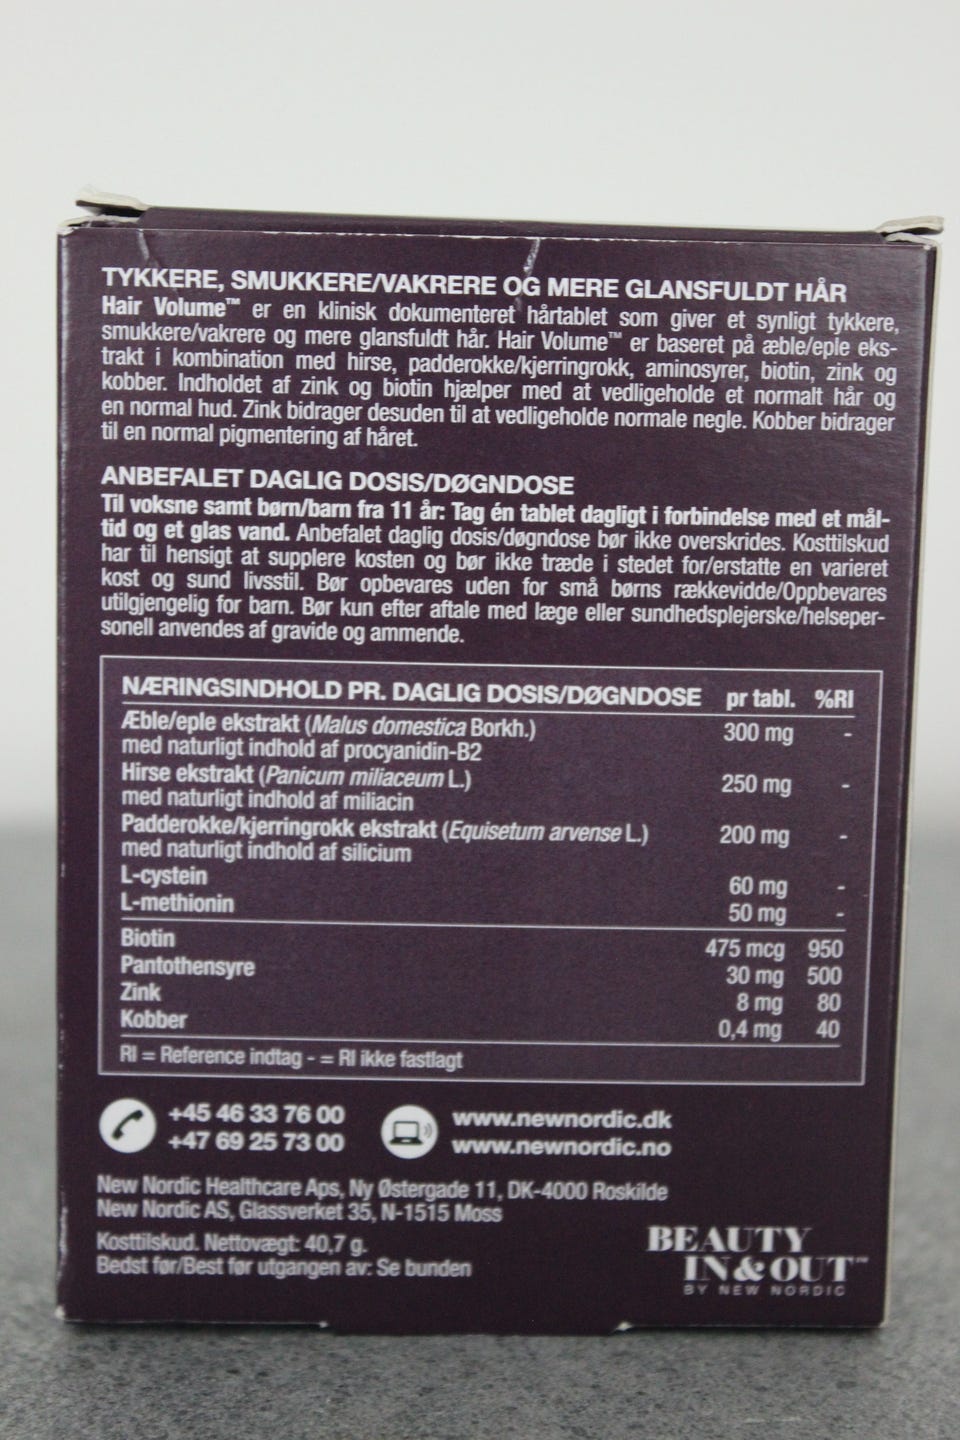 TYKKERE, SMUKKERE/VAKRERE OG MERE GLANSFULDT HÅR
Hair Volume™ er en klinisk dokumenteret hårtablet som giver et synligt tykkere,
smukkere/vakrere og mere glansfuldt hår. Hair Volume™ er baseret på æble/eple eks-
trakt i kombination med hirse, padderokke/kjerringrokk, aminosyrer, biotin, zink og
kobber. Indholdet af zink og biotin hjælper med at vedligeholde et normalt hår og
en normal hud. Zink bidrager desuden til at vedligeholde normale negle. Kobber bidrager
til en normal pigmentering af håret.
ANBEFALET DAGLIG DOSIS/DØGNDOSE
Til voksne samt børn/barn fra 11 år: Tag én tablet dagligt i forbindelse med et mål-
tid og et glas vand. Anbefalet daglig dosis/døgndose bør ikke overskrides. Kosttilskud
har til hensigt at supplere kosten og bør ikke træde i stedet for/erstatte en varieret
kost og sund livsstil. Bør opbevares uden for små børns rækkevidde/Oppbevares
utilgjengelig for barn. Bør kun efter aftale med læge eller sundhedsplejerske/helseper-
sonell anvendes af gravide og ammende.
NÆRINGSINDHOLD PR. DAGLIG DOSIS/DØGNDOSE pr tabl. %RI
Æble/eple ekstrakt (Malus domestica Borkh.) 300 mg -
med naturligt indhold af procyanidin-B2
Hirse ekstrakt (Panicum miliaceum L.) 250 mg -
med naturligt indhold af miliacin
Padderokke/kjerringrokk ekstrakt (Equisetum arvense L.) 200 mg -
med naturligt indhold af silicium
L-cystein 60 mg -
L-methionin 50 mg -
Biotin 475 mcg 950
Pantothensyre 30 mg 500
Zink 8 mg 80
Kobber 0,4 mg 40
RI = Reference indtag - = RI ikke fastlagt
+45 46 33 76 00 www.newnordic.dk
+47 69 25 73 00 www.newnordic.no
New Nordic Healthcare Aps, Ny Østergade 11, DK-4000 Roskilde
New Nordic AS, Glassverket 35, N-1515 Moss
Kosttilskud. Nettovægt: 40,7 g.
Bedst før/Best før utgangen av: Se bunden
BEAUTY
IN & OUT™
BY NEW NORDIC